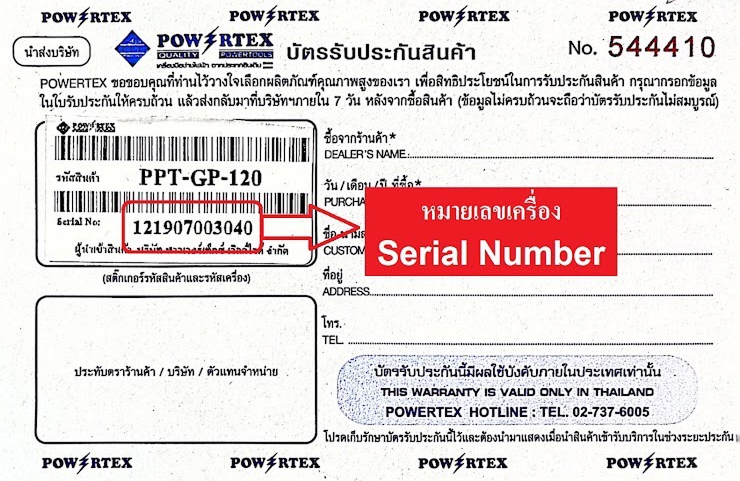 POWERTEX POWERTEX POWERTEX POWERTEX
นำส่งบริษัท
POWERTEX
QUALITY POWERTOOLS
เครื่องมือช่างไฟฟ้า จากประเทศจีน
บัตรรับประกันสินค้า
No. 544410
POWERTEX ขอขอบคุณที่ท่านไว้วางใจเลือกผลิตภัณฑ์คุณภาพสูงของเรา เพื่อสิทธิประโยชน์ในการรับประกันสินค้า กรุณากรอกข้อมูล
ในใบรับประกันให้ครบถ้วน แล้วส่งกลับมาที่บริษัทฯภายใน 7 วัน หลังจากซื้อสินค้า (ข้อมูลไม่ครบถ้วนจะถือว่าบัตรรับประกันไม่สมบูรณ์)
POWERTEX
รหัสสินค้า PPT-GP-120
Serial No: 121907003040
ผู้นำเข้าสินค้า บริษัท จำกัด
(สติ๊กเกอร์รหัสสินค้าและรหัสเครื่อง)
ประทับตราร้านค้า / บริษัท / ตัวแทนจำหน่าย
ชื่อจากร้านค้า*
DEALER'S NAME
วัน / เดือน / ปี ที่ซื้อ*
PURCHA
หมายเลขเครื่อง
Serial Number
CUSTOM
ที่อยู่
ADDRESS
โทร.
TEL
บัตรรับประกันนี้มีผลใช้บังคับภายในประเทศเท่านั้น
THIS WARRANTY IS VALID ONLY IN THAILAND
POWERTEX HOTLINE : TEL. 02-737-6005
โปรดเก็บรักษาบัตรรับประกันนี้ไว้และต้องนำมาแสดงเมื่อนำสินค้าเข้ารับบริการในช่วงระยะประกัน
POWERTEX POWERTEX POWERTEX POWERTEX